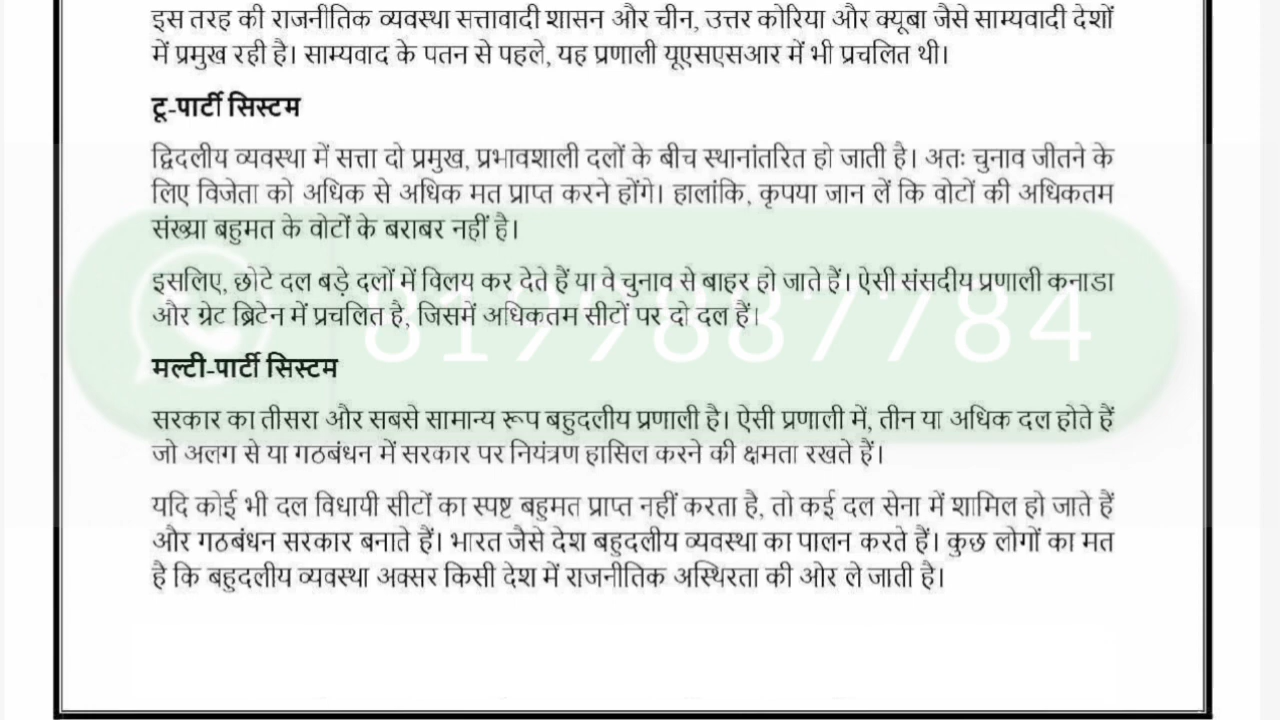 इस तरह की राजनीतिक व्यवस्था सत्तावादी शासन और चीन, उत्तर कोरिया और क्यूबा जैसे साम्यवादी देशों
में प्रमुख रही है। साम्यवाद के पतन से पहले, यह प्रणाली यूएसएसआर में भी प्रचलित थी।
टू-पार्टी सिस्टम
द्विदलीय व्यवस्था में सत्ता दो प्रमुख, प्रभावशाली दलों के बीच स्थानांतरित हो जाती है। अतः चुनाव जीतने के
लिए विजेता को अधिक से अधिक मत प्राप्त करने होंगे। हालांकि, कृपया जान लें कि वोटों की अधिकतम
संख्या बहुमत के वोटों के बराबर नहीं है।
इसलिए, छोटे दल बड़े दलों में विलय कर देते हैं या वे चुनाव से बाहर हो जाते हैं। ऐसी संसदीय प्रणाली कनाडा
और ग्रेट ब्रिटेन में प्रचलित है, जिसमें अधिकतम सीटों पर दो दल हैं।
8199887784
मल्टी-पार्टी सिस्टम
सरकार का तीसरा और सबसे सामान्य रूप बहुदलीय प्रणाली है। ऐसी प्रणाली में, तीन या अधिक दल होते हैं
जो अलग से या गठबंधन में सरकार पर नियंत्रण हासिल करने की क्षमता रखते हैं।
यदि कोई भी दल विधायी सीटों का स्पष्ट बहुमत प्राप्त नहीं करता है, तो कई दल सेना में शामिल हो जाते हैं
और गठबंधन सरकार बनाते हैं। भारत जैसे देश बहुदलीय व्यवस्था का पालन करते हैं। कुछ लोगों का मत
है कि बहुदलीय व्यवस्था अक्सर किसी देश में राजनीतिक अस्थिरता की ओर ले जाती है।